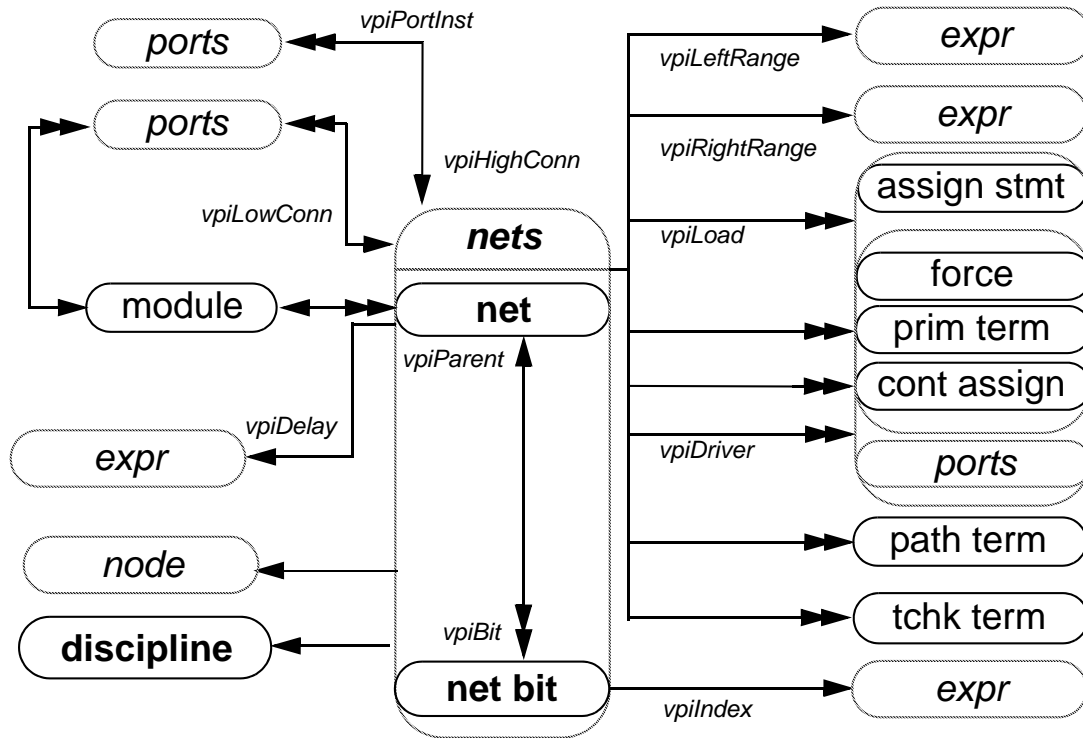 ports
vpiPortInst
expr
vpiLeftRange
ports
expr
vpiHighConn
vpiRightRange
assign stmt
vpiLowConn
nets
vpiLoad
force
module
net
prim term
vpiParent
cont assign
vpiDelay
expr
vpiDriver
ports
node
path term
discipline
vpiBit
tchk term
net bit
vpiIndex
expr